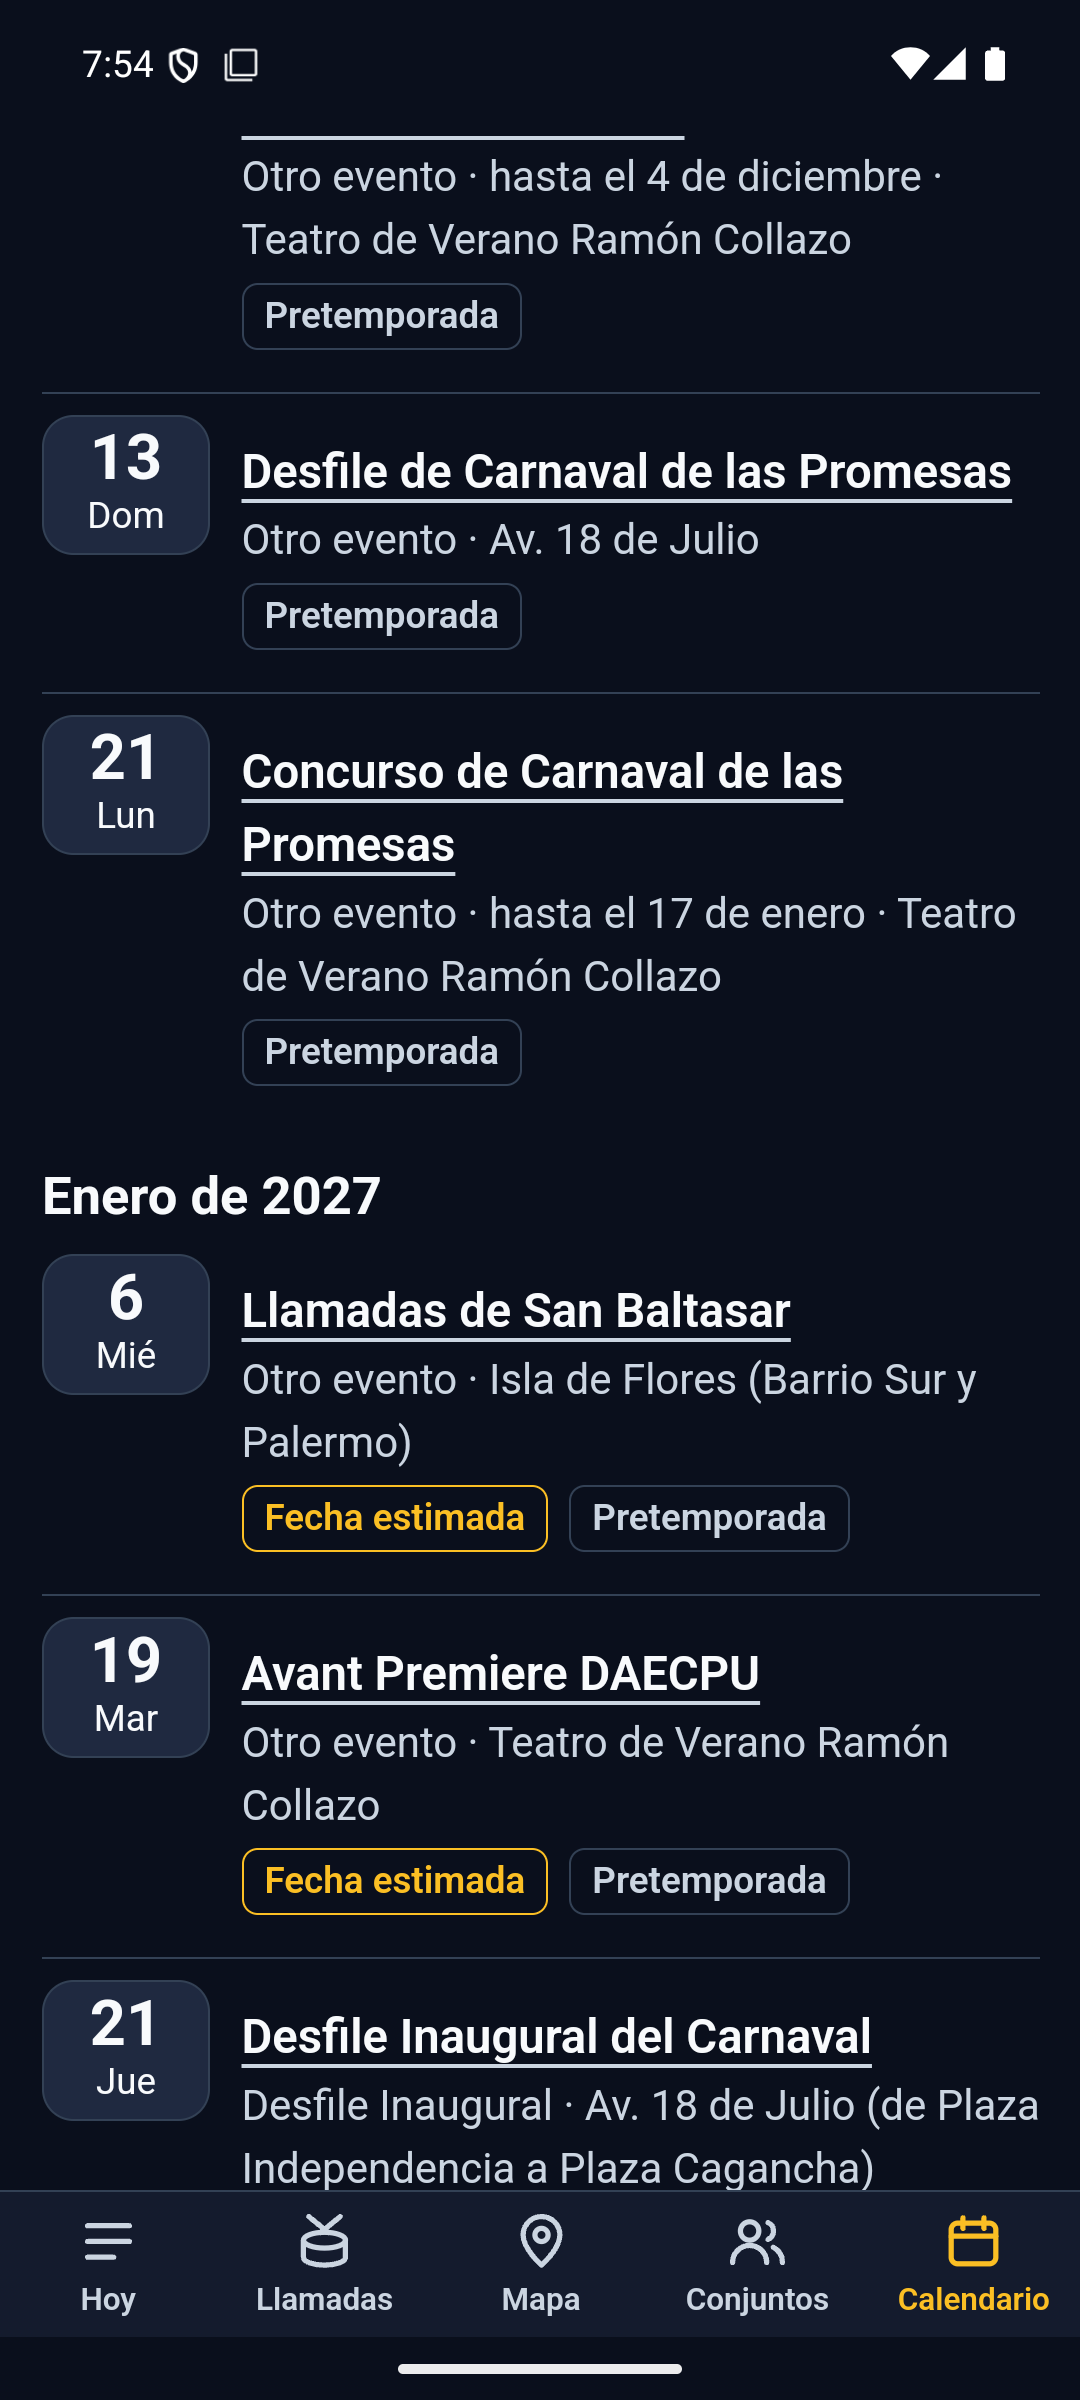 7:54
Otro evento · hasta el 4 de diciembre ·
Teatro de Verano Ramón Collazo
Pretemporada
13
Dom
Desfile de Carnaval de las Promesas
Otro evento · Av. 18 de Julio
Pretemporada
21
Lun
Concurso de Carnaval de las
Promesas
Otro evento · hasta el 17 de enero · Teatro
de Verano Ramón Collazo
Pretemporada
Enero de 2027
6
Mié
Llamadas de San Baltasar
Otro evento · Isla de Flores (Barrio Sur y
Palermo)
Fecha estimada Pretemporada
19
Mar
Avant Premiere DAECPU
Otro evento · Teatro de Verano Ramón
Collazo
Fecha estimada Pretemporada
21
Jue
Desfile Inaugural del Carnaval
Desfile Inaugural · Av. 18 de Julio (de Plaza
Independencia a Plaza Cagancha)
Hoy Llamadas Mapa Conjuntos Calendario